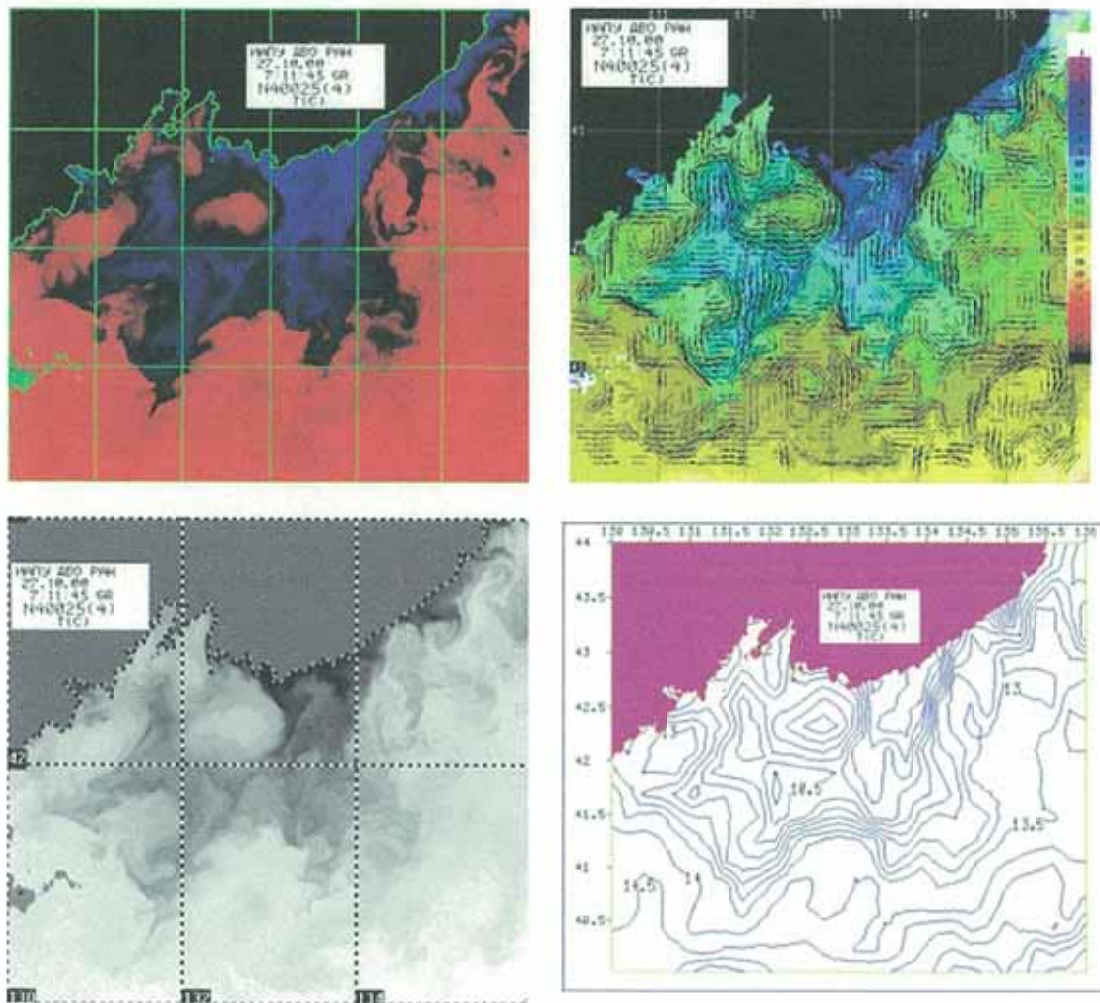 ИАПУ ДВО РАН
27.10.00
7:11:45 GR
N40025(4)
T(C)
131 132 133 134 135
ИАПУ ДВО РАН
27.10.00
7:11:45 GR
N40025(4)
T(C)
ИАПУ ДВО РАН
27.10.00
7:11:45 GR
N40025(4)
T(C)
42
130 132 134
130 130.5 131 131.5 132 132.5 133 133.5 134 134.5 135 135.5 136
44
ИАПУ ДВО РАН
27.10.00
7:11:45 GR
N40025(4)
T(C)
43.5
43
13
42.5
42
10.5
41.5
13.5
41
14.5 14
40.5